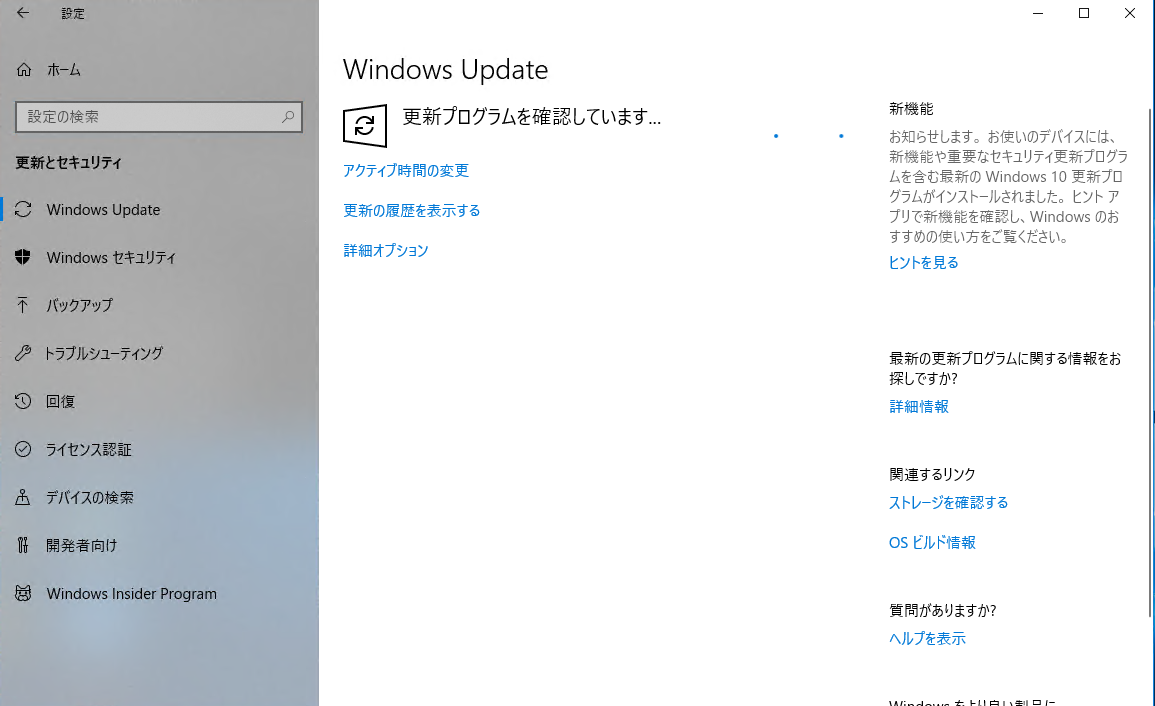 設定
ホーム
設定の検索
更新とセキュリティ
Windows Update
Windows セキュリティ
バックアップ
トラブルシューティング
回復
ライセンス認証
デバイスの検索
開発者向け
Windows Insider Program
Windows Update
更新プログラムを確認しています...
アクティブ時間の変更
更新の履歴を表示する
詳細オプション
新機能
お知らせします。お使いのデバイスには、
新機能や重要なセキュリティ更新プログラ
ムを含む最新の Windows 10 更新プロ
グラムがインストールされました。ヒント ア
プリで新機能を確認し、Windows のお
すすめの使い方をご覧ください。
ヒントを見る
最新の更新プログラムに関する情報をお
探しですか?
詳細情報
関連するリンク
ストレージを確認する
OS ビルド情報
質問がありますか?
ヘルプを表示
Windows をより良い製品に